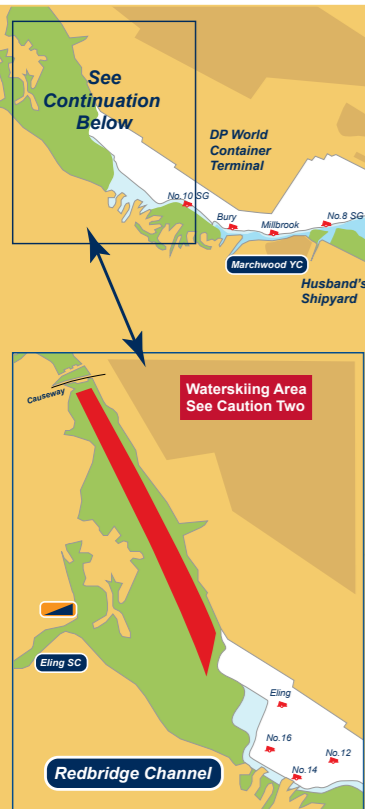 See
Continuation
Below
DP World
Container
Terminal
No.10 SG
Bury
Millbrook
No.8 SG
Marchwood YC
Husband's
Shipyard
Causeway
Waterskiing Area
See Caution Two
Eling SC
Eling
No.16
No.12
No.14
Redbridge Channel